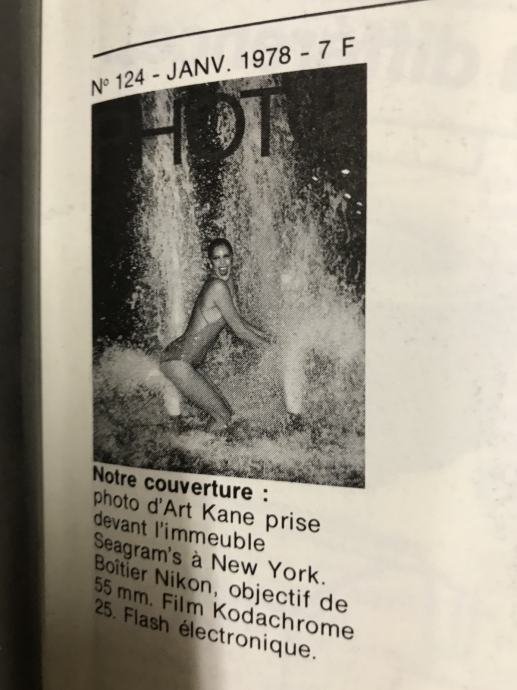 N° 124 - JANV. 1978 - 7 F
PHOTO
Notre couverture :
photo d'Art Kane prise
devant l'immeuble
Seagram's à New York.
Boîtier Nikon, objectif de
55 mm. Film Kodachrome
25. Flash électronique.